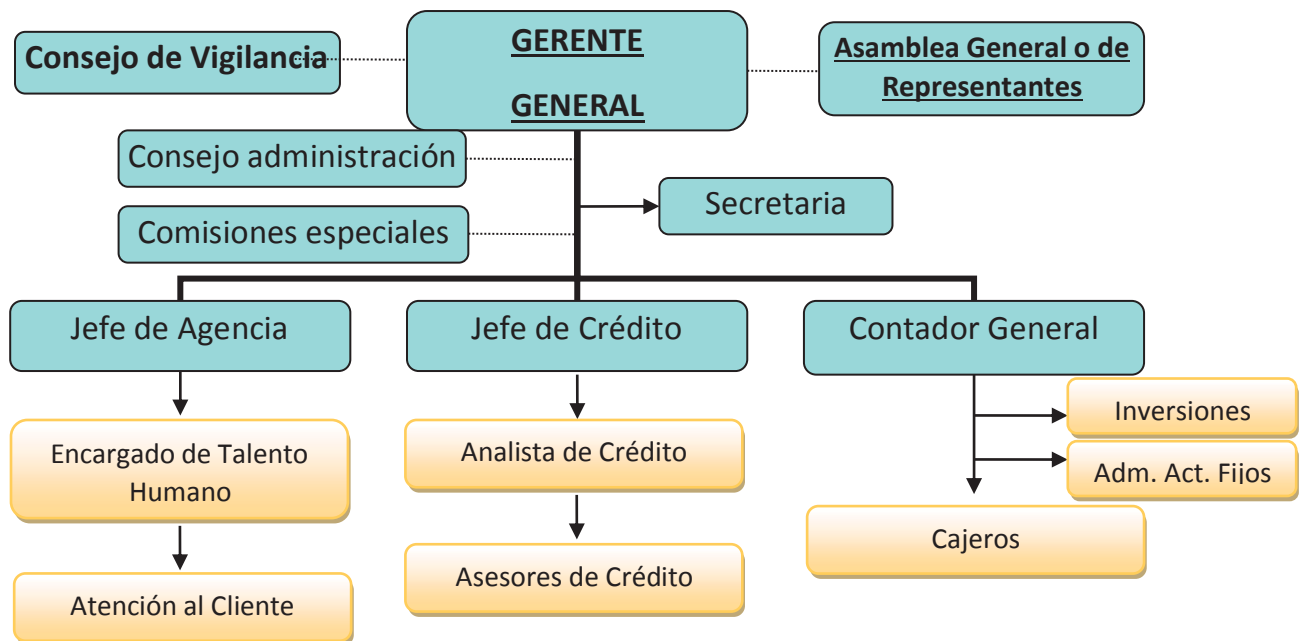 Consejo de Vigilancia
GERENTE
GENERAL
Asamblea General o de
Representantes
Consejo administración
Secretaria
Comisiones especiales
Jefe de Agencia
Jefe de Crédito
Contador General
Encargado de Talento
Humano
Atención al Cliente
Analista de Crédito
Asesores de Crédito
Inversiones
Adm. Act. Fijos
Cajeros